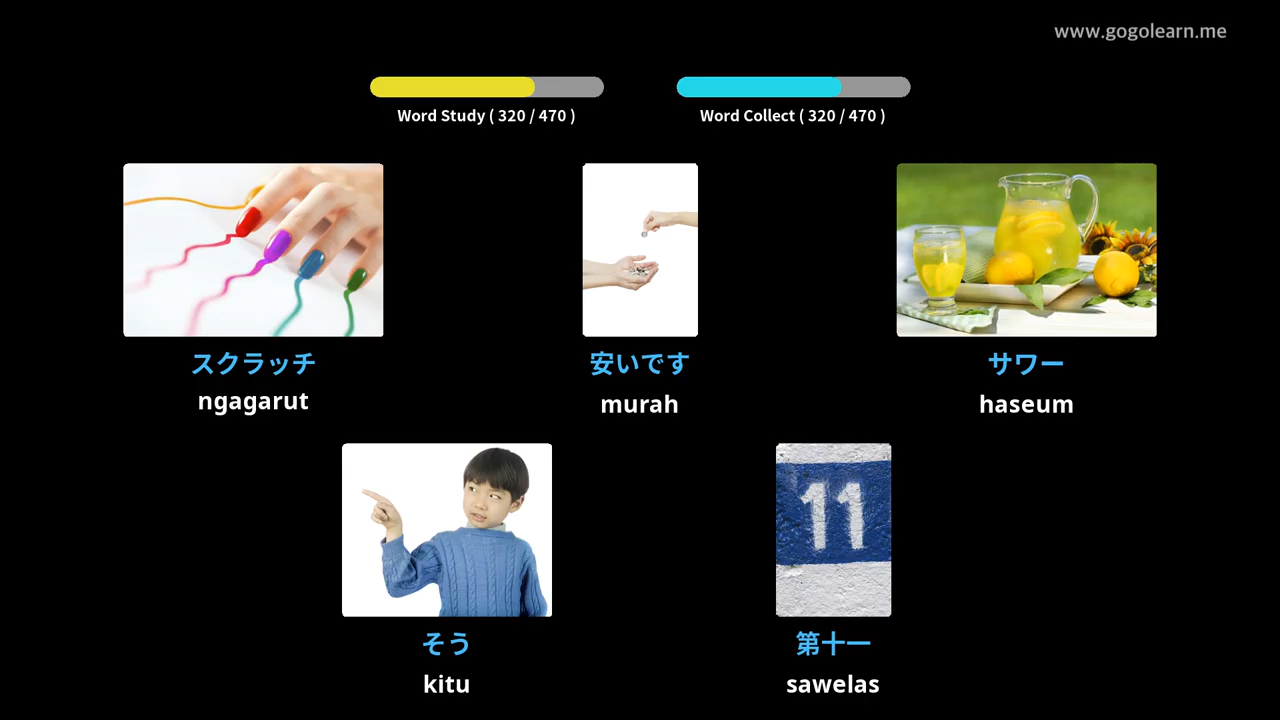 www.gogolearn.me
Word Study ( 320 / 470 )
Word Collect ( 320 / 470 )
スクラッチ
ngagarut
安いです
murah
サワー
haseum
11
そう
kitu
第十一
sawelas